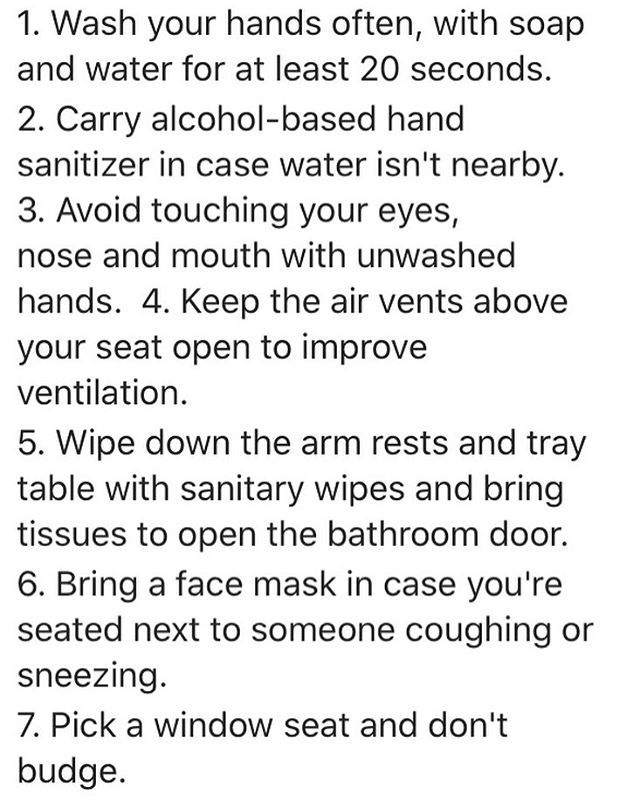 1. Wash your hands often, with soap
and water for at least 20 seconds.
2. Carry alcohol-based hand
sanitizer in case water isn't nearby.
3. Avoid touching your eyes,
nose and mouth with unwashed
hands.  4. Keep the air vents above
your seat open to improve
ventilation.
5. Wipe down the arm rests and tray
table with sanitary wipes and bring
tissues to open the bathroom door.
6. Bring a face mask in case you're
seated next to someone coughing or
sneezing.
7. Pick a window seat and don't
budge.